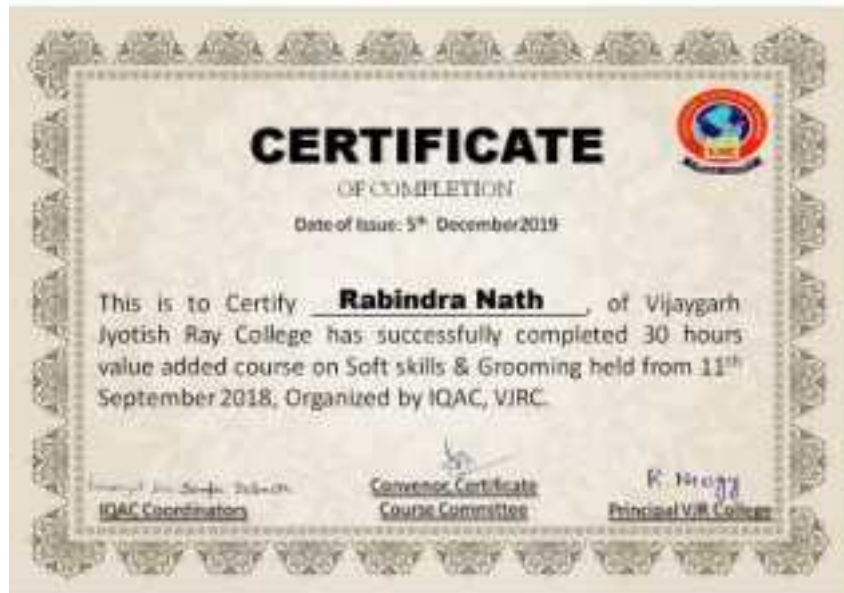 CERTIFICATE
OF COMPLETION
Date of Issue: 5th December2019
This is to Certify Rabindra Nath, of Vijaygarh
Jyotish Ray College has successfully completed 30 hours
value added course on Soft skills & Grooming held from 11th
September 2018, Organized by IQAC, VJRC.
IQAC Coordinators
Convenor, Certificate
Course Committee
R Neogy
Principal VJR College